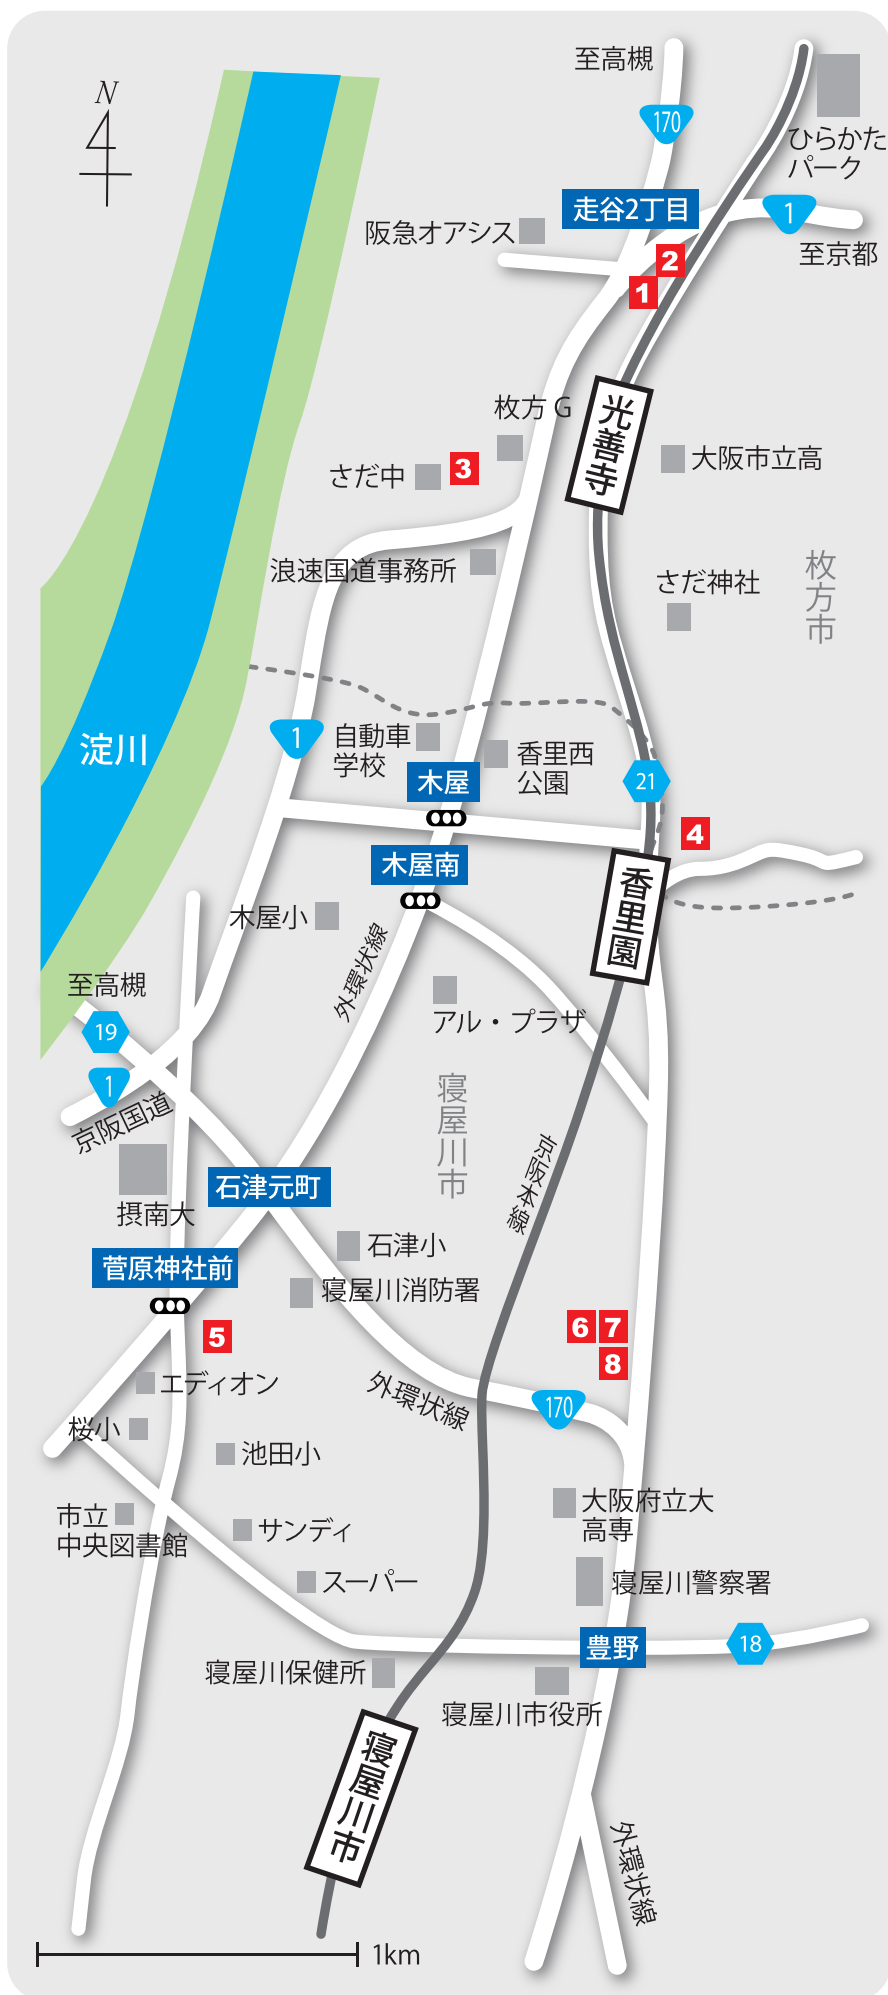 N
至高槻
170
ひらかた
パーク
走谷2丁目
1
阪急オアシス
至京都
2
1
光善寺
枚方 G
3
さだ中
大阪市立高
浪速国道事務所
さだ神社
枚方市
1
自動車
学校
香里西
公園
淀川
木屋
21
4
木屋南
香里園
木屋小
外環状線
至高槻
アル・プラザ
19
1
京阪国道
寝屋川市
京阪本線
摂南大
石津元町
石津小
菅原神社前
寝屋川消防署
5
6
7
8
エディオン
外環状線
170
桜小
池田小
市立
中央図書館
大阪府立大
高専
サンディ
スーパー
寝屋川警察署
豊野
18
寝屋川保健所
寝屋川市役所
寝屋川市
外環状線
1km